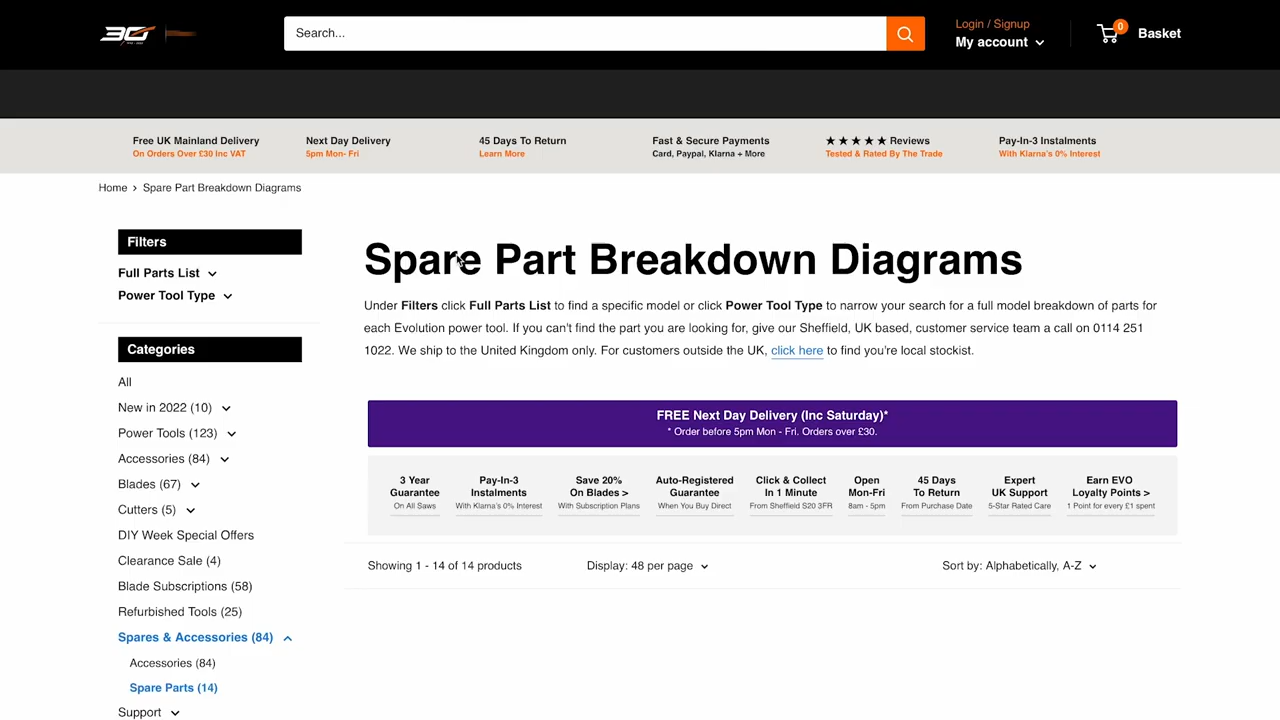 30
Search...
Login / Signup
My account
0
Basket
Free UK Mainland Delivery
On Orders Over £30 Inc VAT
Next Day Delivery
5pm Mon- Fri
45 Days To Return
Learn More
Fast & Secure Payments
Card, Paypal, Klarna + More
★★★★★ Reviews
Tested & Rated By The Trade
Pay-In-3 Instalments
With Klarna's 0% Interest
Home > Spare Part Breakdown Diagrams
Filters
Full Parts List
Power Tool Type
Categories
All
New in 2022 (10)
Power Tools (123)
Accessories (84)
Blades (67)
Cutters (5)
DIY Week Special Offers
Clearance Sale (4)
Blade Subscriptions (58)
Refurbished Tools (25)
Spares & Accessories (84)
Accessories (84)
Spare Parts (14)
Support
Spare Part Breakdown Diagrams
Under Filters click Full Parts List to find a specific model or click Power Tool Type to narrow your search for a full model breakdown of parts for
each Evolution power tool. If you can't find the part you are looking for, give our Sheffield, UK based, customer service team a call on 0114 251
1022. We ship to the United Kingdom only. For customers outside the UK, click here to find you're local stockist.
FREE Next Day Delivery (Inc Saturday)*
* Order before 5pm Mon - Fri. Orders over £30.
3 Year
Guarantee
On All Saws
Pay-In-3
Instalments
With Klarna's 0% Interest
Save 20%
On Blades >
With Subscription Plans
Auto-Registered
Guarantee
When You Buy Direct
Click & Collect
In 1 Minute
From Sheffield S20 3FR
Open
Mon-Fri
8am - 5pm
45 Days
To Return
From Purchase Date
Expert
UK Support
5-Star Rated Care
Earn EVO
Loyalty Points >
1 Point for every £1 spent
Showing 1 - 14 of 14 products
Display: 48 per page
Sort by: Alphabetically, A-Z